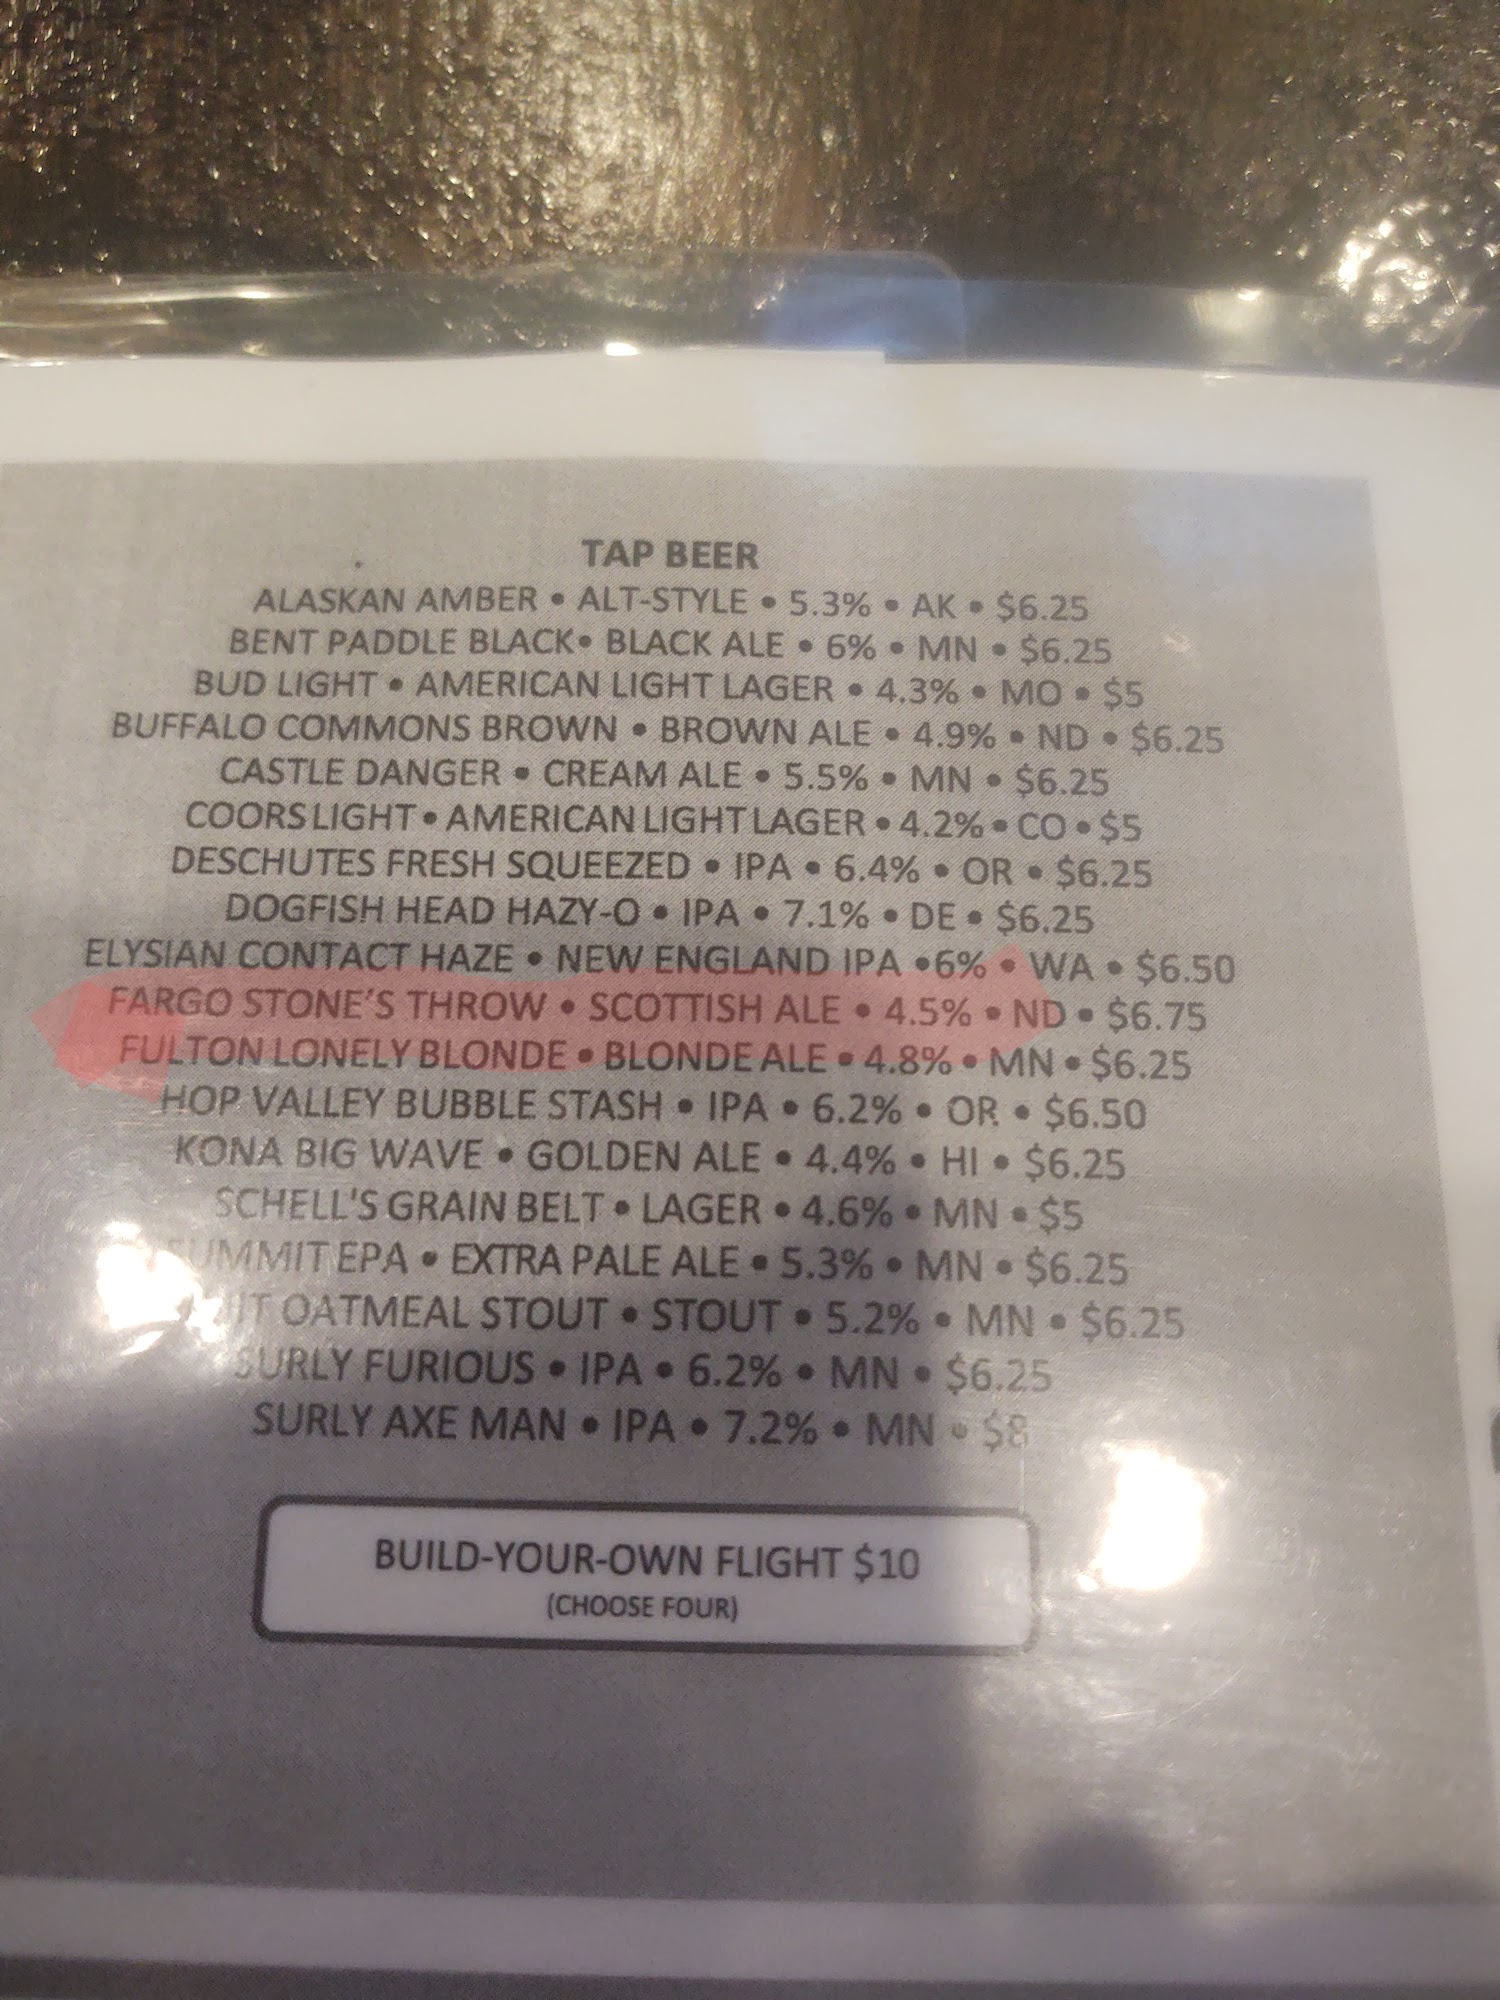 TAP BEER
ALASKAN AMBER • ALT-STYLE • 5.3% • AK • $6.25
BENT PADDLE BLACK• BLACK ALE • 6% • MN • $6.25
BUD LIGHT • AMERICAN LIGHT LAGER • 4.3% • MO • $5
BUFFALO COMMONS BROWN • BROWN ALE • 4.9% • ND • $6.25
CASTLE DANGER • CREAM ALE • 5.5% • MN • $6.25
COORS LIGHT • AMERICAN LIGHT LAGER • 4.2% • CO • $5
DESCHUTES FRESH SQUEEZED • IPA • 6.4% • OR • $6.25
DOGFISH HEAD HAZY-O • IPA • 7.1% • DE • $6.25
ELYSIAN CONTACT HAZE • NEW ENGLAND IPA •6% • WA • $6.50
FARGO STONE'S THROW • SCOTTISH ALE • 4.5% • ND • $6.75
FULTON LONELY BLONDE • BLONDE ALE • 4.8% • MN • $6.25
HOP VALLEY BUBBLE STASH • IPA • 6.2% • OR • $6.50
KONA BIG WAVE • GOLDEN ALE • 4.4% • HI • $6.25
SCHELL'S GRAIN BELT • LAGER • 4.6% • MN • $5
SUMMIT EPA • EXTRA PALE ALE • 5.3% • MN • $6.25
OATMEAL STOUT • STOUT • 5.2% • MN • $6.25
SURLY FURIOUS • IPA • 6.2% • MN • $6.25
SURLY AXE MAN • IPA • 7.2% • MN • $8
BUILD-YOUR-OWN FLIGHT $10
(CHOOSE FOUR)